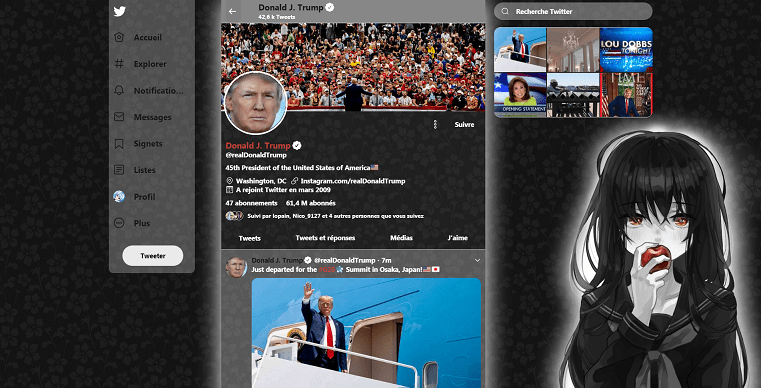 Accueil
Explorer
Notificatio...
Messages
Signets
Listes
Profil
Plus
Tweeter
Donald J. Trump
42,6 k Tweets
Suivre
Donald J. Trump
@realDonaldTrump
45th President of the United States of America🇺🇸
Washington, DC Instagram.com/realDonaldTrump
A rejoint Twitter en mars 2009
47 abonnements 61,4 M abonnés
Suivi par lopain, Nico_9127 et 4 autres personnes que vous suivez
Tweets Tweets et réponses Médias J'aime
Donald J. Trump @realDonaldTrump · 7m
Just departed for the Summit in Osaka, Japan!🇺🇸🇯🇵
Recherche Twitter
LOU DOBBS
TONIGHT
OPENING STATEMENT
TIME